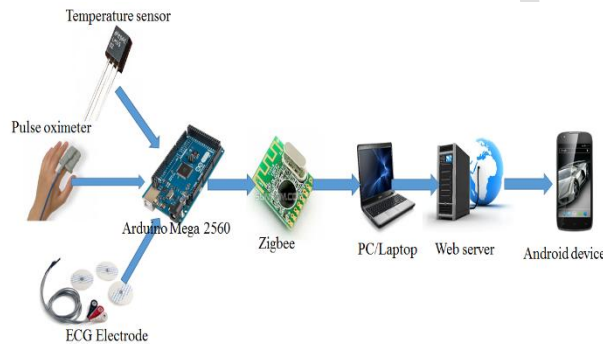 Temperature sensor
Pulse oximeter
Arduino Mega 2560
Zigbee
PC/Laptop
Web server
Android device
ECG Electrode